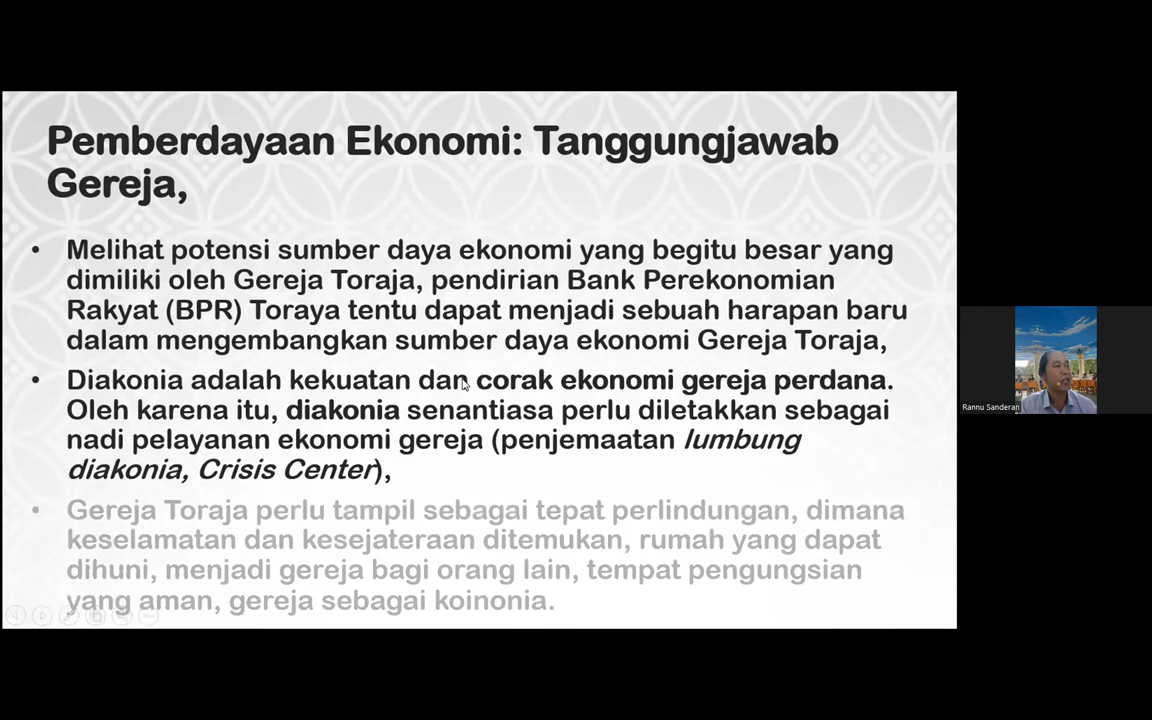 Pemberdayaan Ekonomi: Tanggungjawab
Gereja,
• Melihat potensi sumber daya ekonomi yang begitu besar yang
dimiliki oleh Gereja Toraja, pendirian Bank Perekonomian
Rakyat (BPR) Toraya tentu dapat menjadi sebuah harapan baru
dalam mengembangkan sumber daya ekonomi Gereja Toraja,
• Diakonia adalah kekuatan dan corak ekonomi gereja perdana.
Oleh karena itu, diakonia senantiasa perlu diletakkan sebagai
nadi pelayanan ekonomi gereja (penjemaatan lumbung
diakonia, Crisis Center),
• Gereja Toraja perlu tampil sebagai tepat perlindungan, dimana
keselamatan dan kesejateraan ditemukan, rumah yang dapat
dihuni, menjadi gereja bagi orang lain, tempat pengungsian
yang aman, gereja sebagai koinonia.
Rannu Sanderan